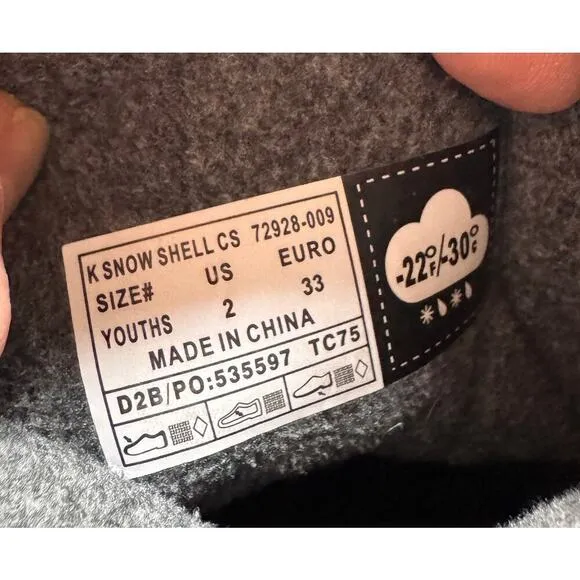 K SNOW SHELL CS 72928-009
SIZE# US EURO
YOUTHS 2 33
MADE IN CHINA
D2B/PO:535597 TC75
-22°F/-30°C